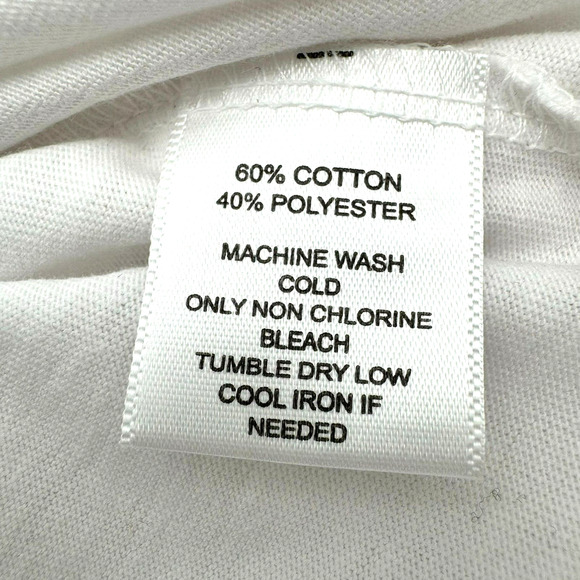 60% COTTON
40% POLYESTER
MACHINE WASH
COLD
ONLY NON CHLORINE
BLEACH
TUMBLE DRY LOW
COOL IRON IF
NEEDED